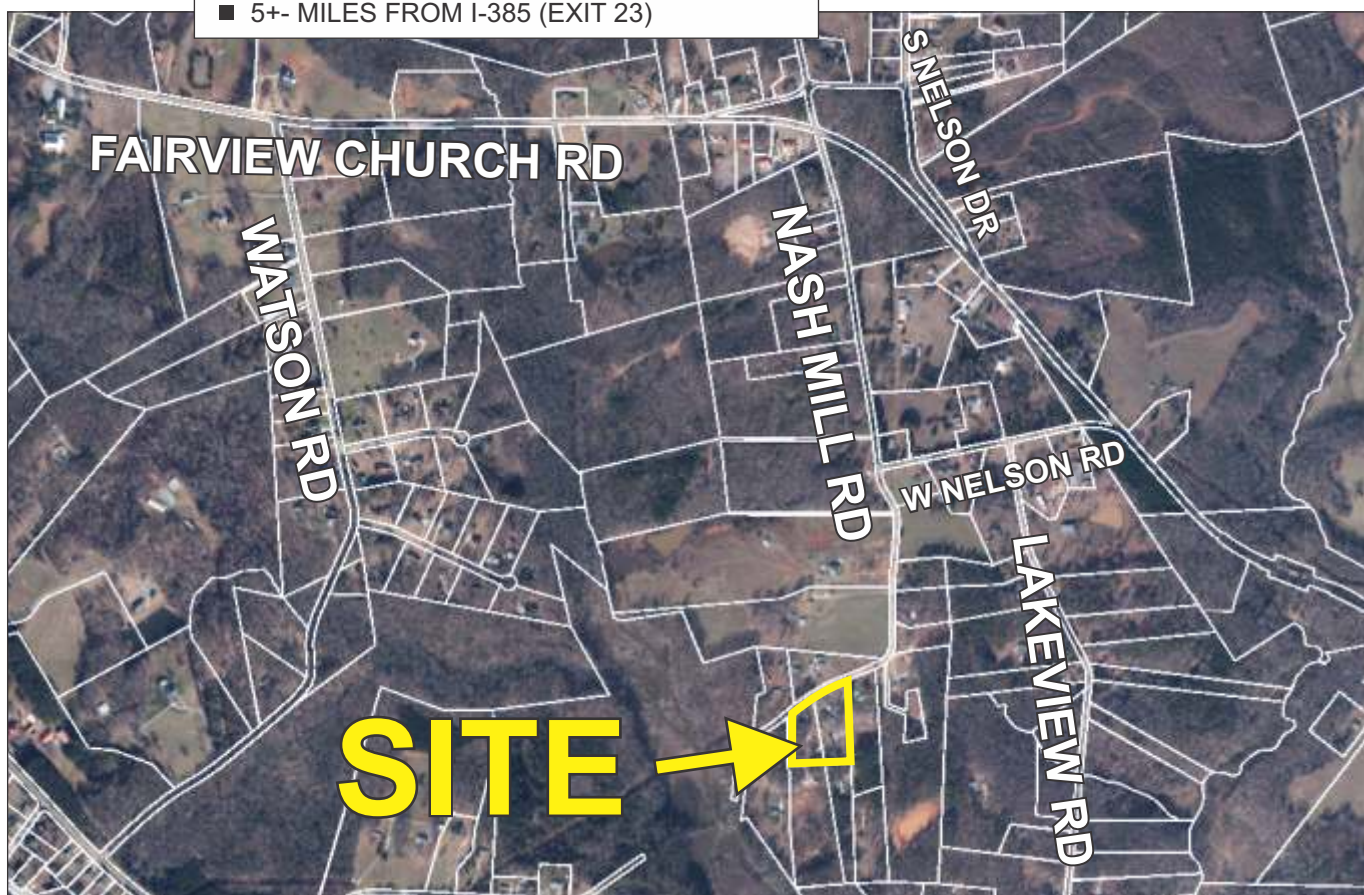 ■ 5+- MILES FROM I-385 (EXIT 23)
S NELSON DR
FAIRVIEW CHURCH RD
WATSON RD
NASH MILL RD
W NELSON RD
LAKEVIEW RD
SITE